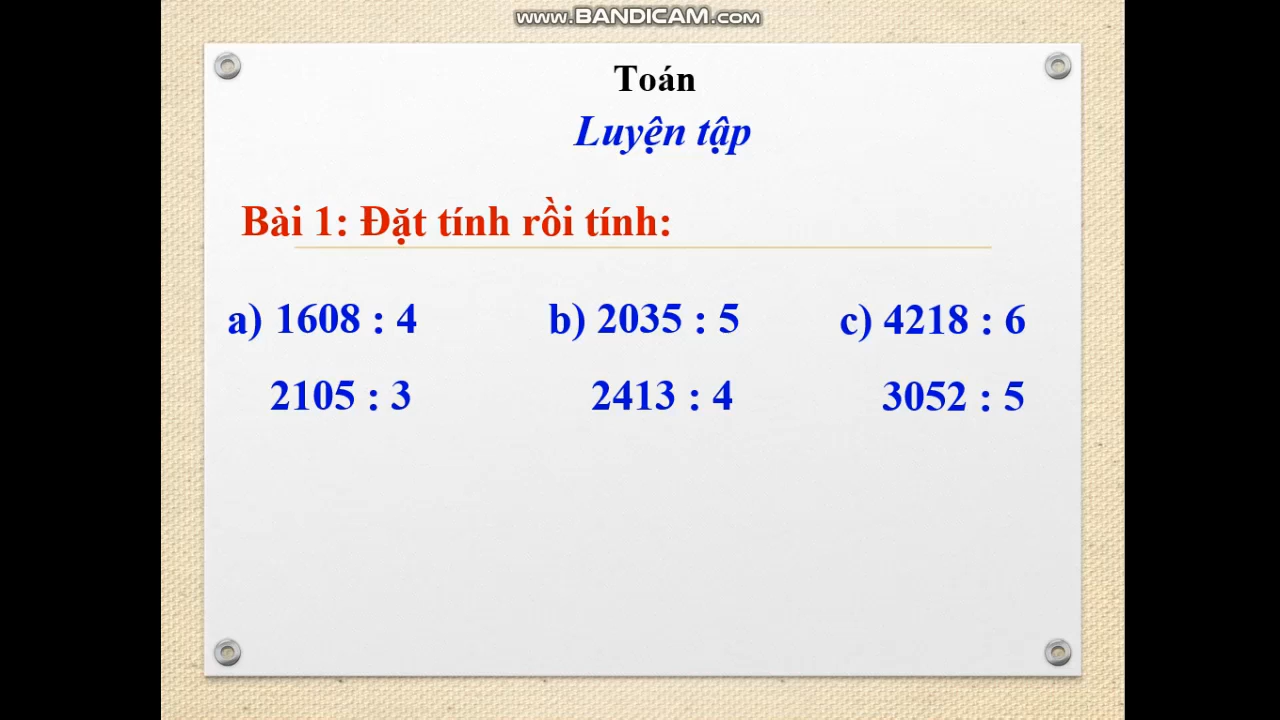 www.BANDICAM.com
Toán
Luyện tập
Bài 1: Đặt tính rồi tính:
a) 1608 : 4 b) 2035 : 5 c) 4218 : 6
2105 : 3 2413 : 4 3052 : 5